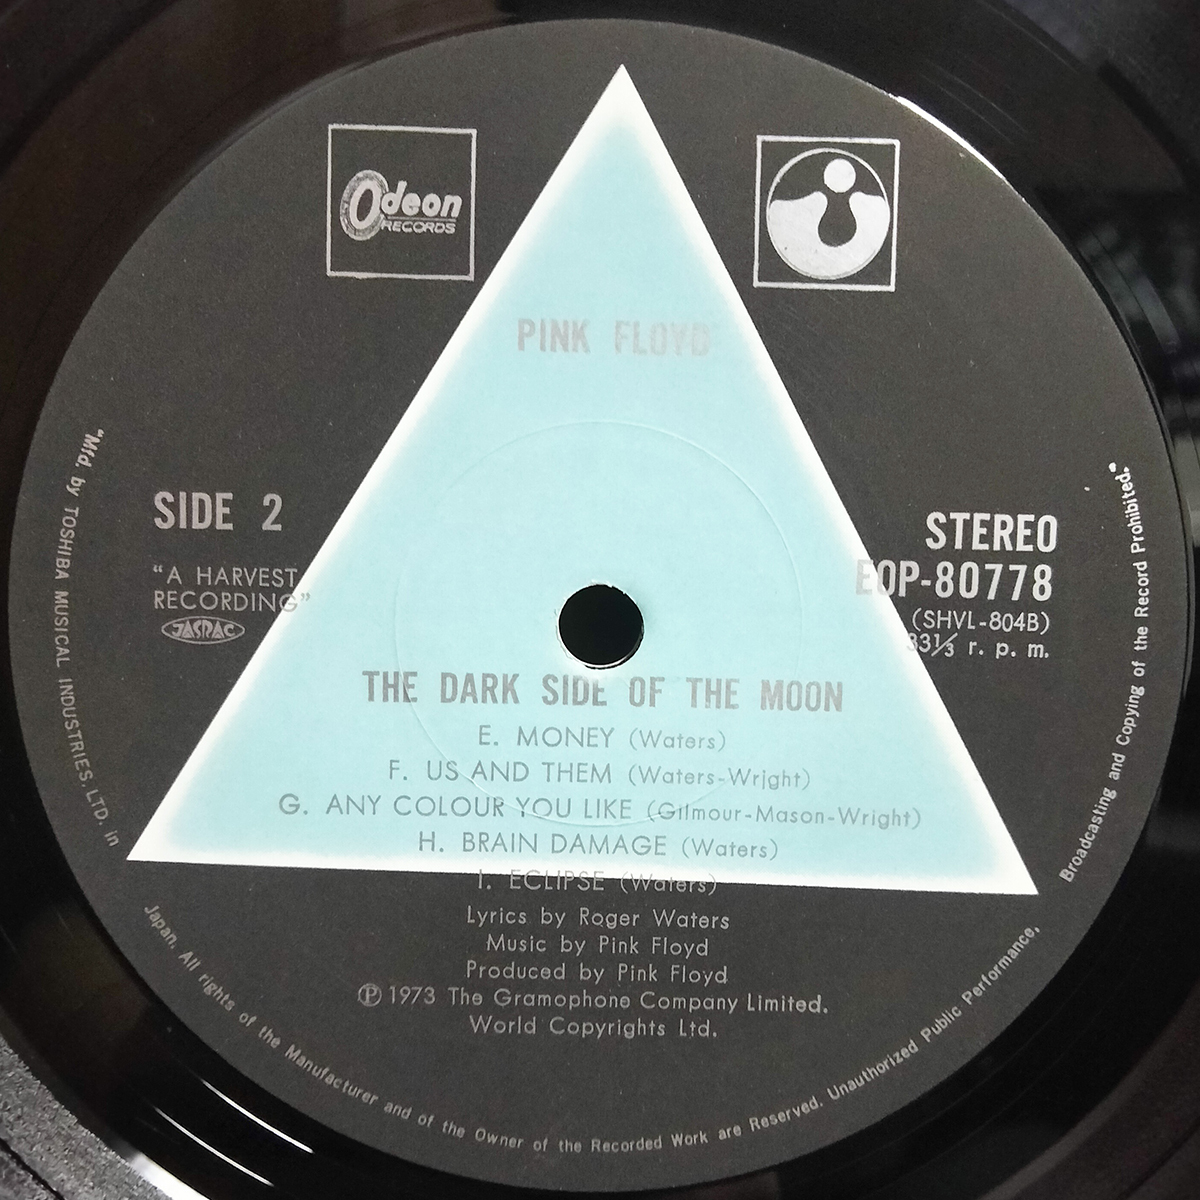 Odeon
RECORDS
PINK FLOYD
SIDE 2
"A HARVEST
RECORDING"
JASRAC
STEREO
EOP-80778
(SHVL-804B)
33⅓ r. p. m.
THE DARK SIDE OF THE MOON
E. MONEY (Waters)
F. US AND THEM (Waters-Wright)
G. ANY COLOUR YOU LIKE (Gilmour-Mason-Wright)
H. BRAIN DAMAGE (Waters)
I. ECLIPSE (Waters)
Lyrics by Roger Waters
Music by Pink Floyd
Produced by Pink Floyd
℗ 1973 The Gramophone Company Limited.
World Copyrights Ltd.
"Mfd. by TOSHIBA MUSICAL INDUSTRIES, LTD. in Japan. All rights of the Manufacturer and of the Owner of the Recorded Work are Reserved. Unauthorized Public Performance, Broadcasting and Copying of the Record Prohibited."